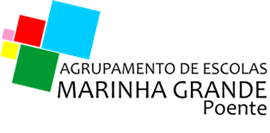 AGRUPAMENTO DE ESCOLAS
MARINHA GRANDE
Poente